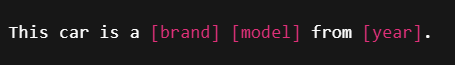 This car is a [brand] [model] from [year].